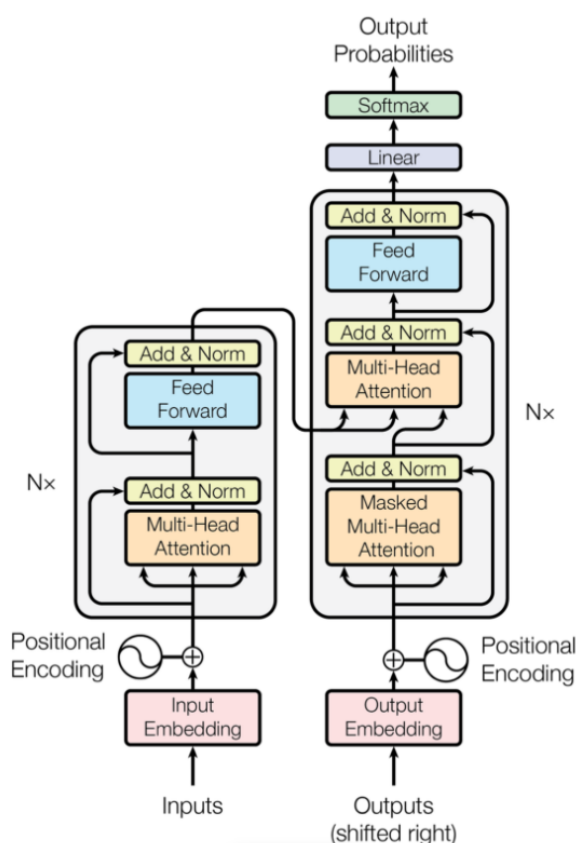 Output
Probabilities
Softmax
Linear
Add & Norm
Feed
Forward
Add & Norm
Multi-Head
Attention
Add & Norm
Masked
Multi-Head
Attention
N×
Add & Norm
Feed
Forward
Add & Norm
Multi-Head
Attention
N×
Positional
Encoding
Positional
Encoding
Input
Embedding
Output
Embedding
Inputs
Outputs
(shifted right)